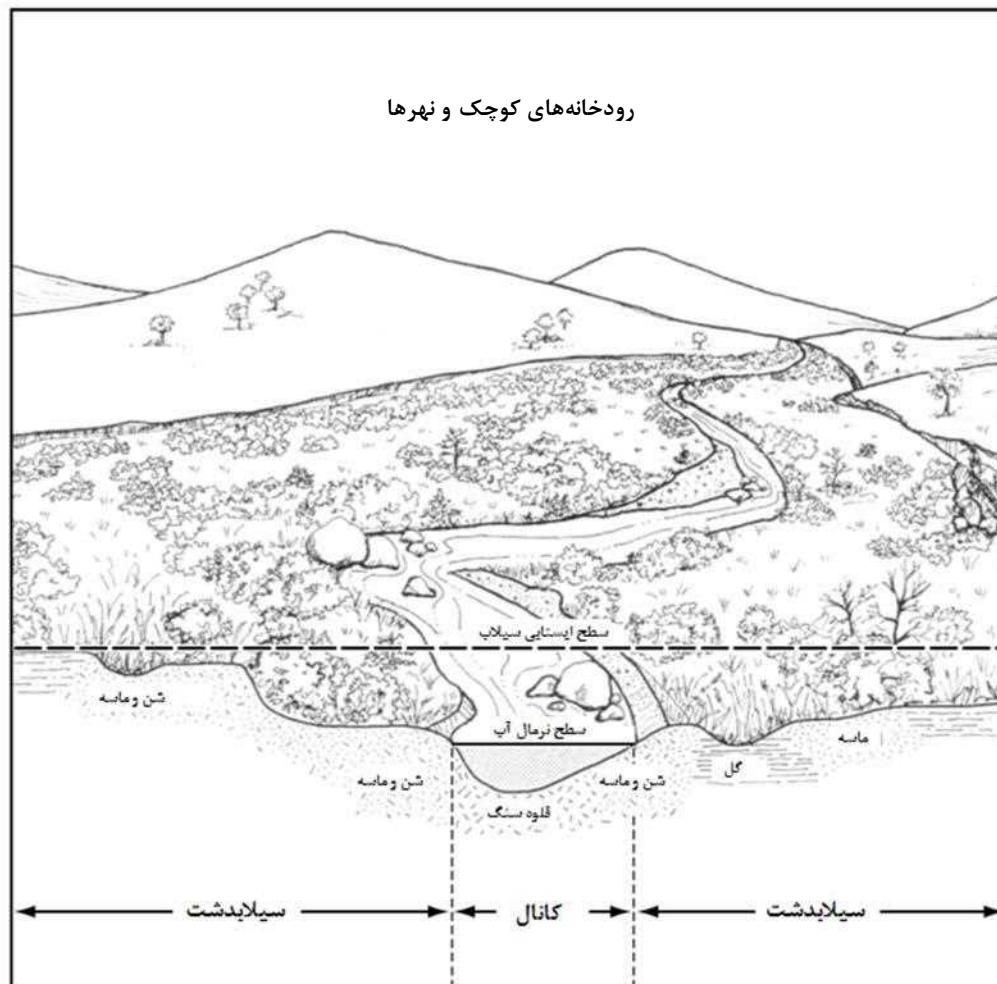 رودخانه‌های کوچک و نهرها
سطح ایستایی سیلاب
شن و ماسه
سطح نرمال آب
ماسه
گل
شن و ماسه
شن و ماسه
قلوه سنگ
سیلابدشت
کانال
سیلابدشت